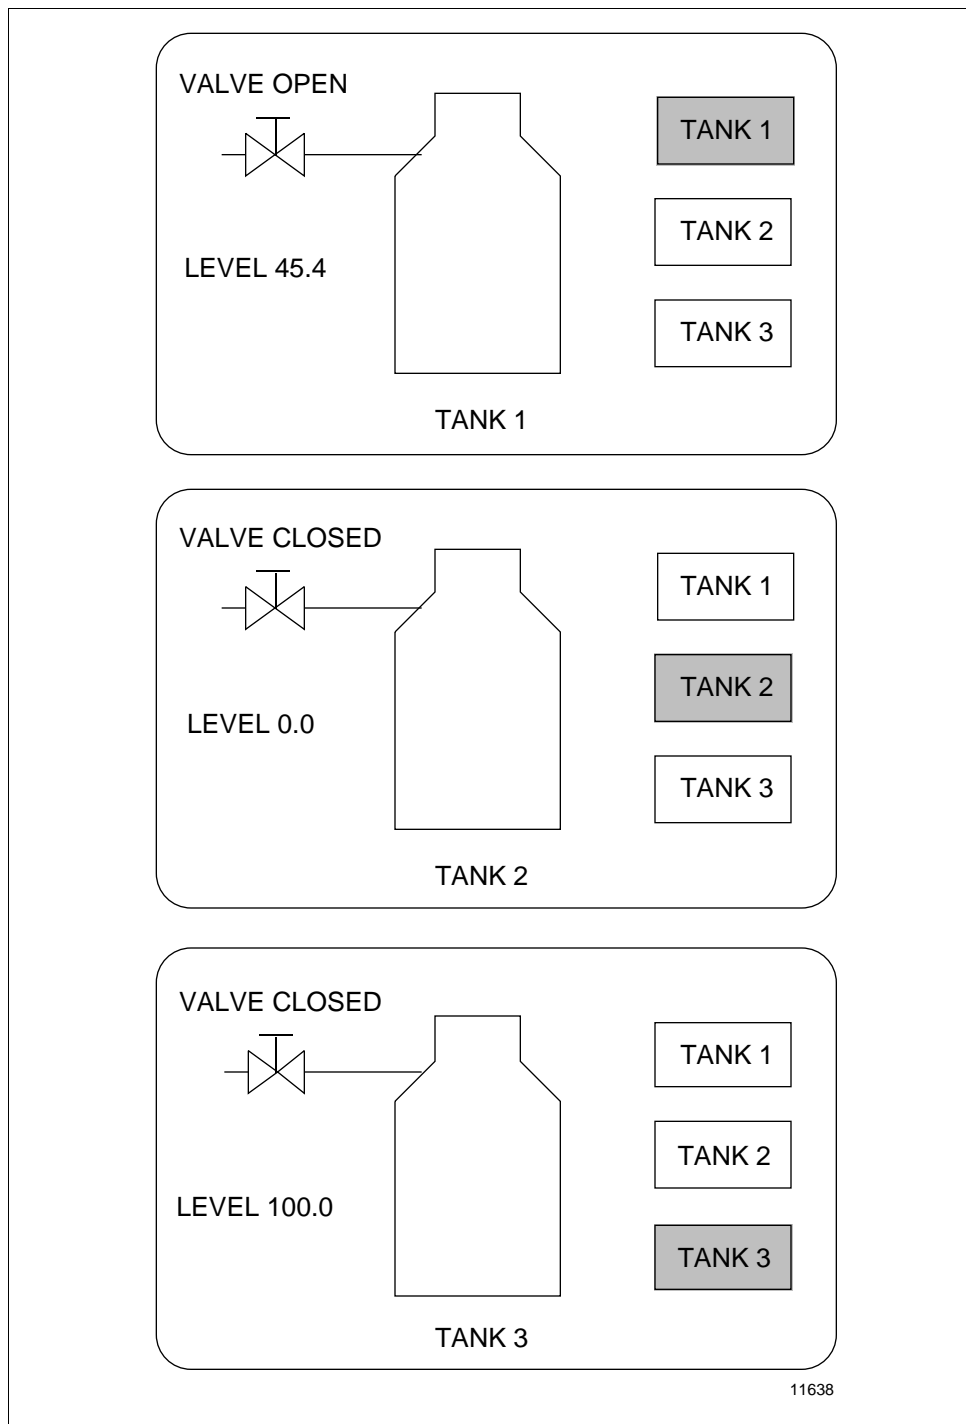 VALVE OPEN
TANK 1
TANK 2
LEVEL 45.4
TANK 3
TANK 1
VALVE CLOSED
TANK 1
TANK 2
LEVEL 0.0
TANK 3
TANK 2
VALVE CLOSED
TANK 1
TANK 2
LEVEL 100.0
TANK 3
TANK 3
11638